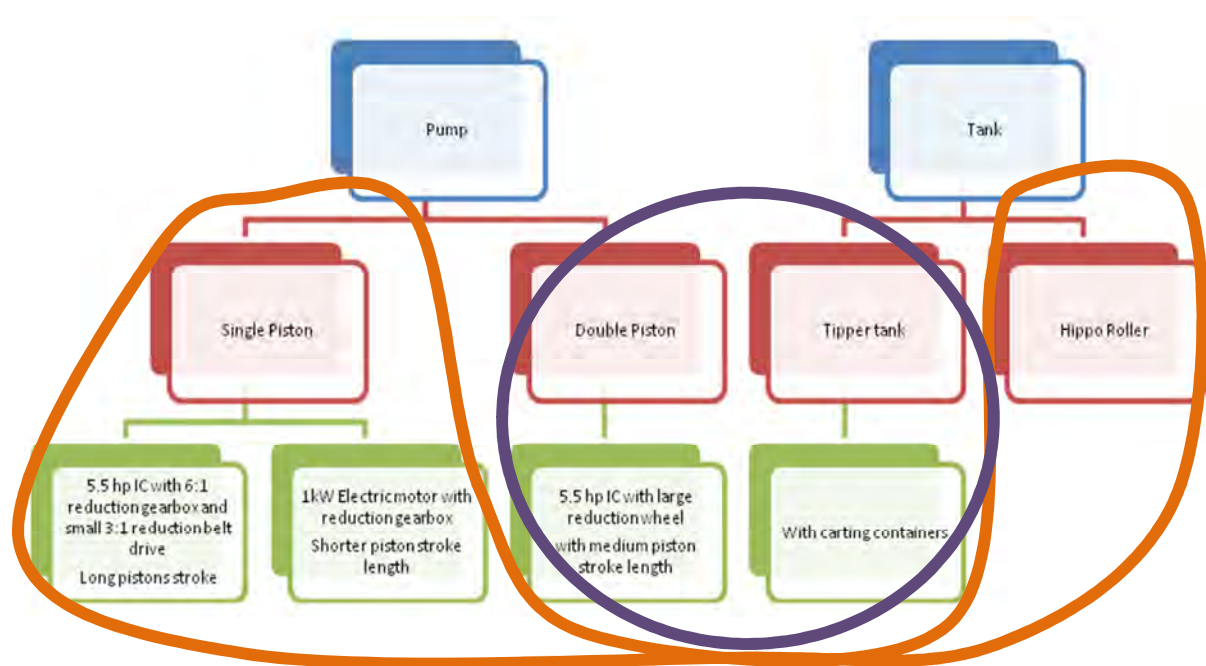 Pump
Tank
Single Piston
Double Piston
Tipper tank
Hippo Roller
5.5 hp IC with 6:1
reduction gearbox and
small 3:1 reduction belt
drive
Long pistons stroke
1kW Electric motor with
reduction gearbox
Shorter piston stroke
length
5.5 hp IC with large
reduction wheel
with medium piston
stroke length
With carting containers